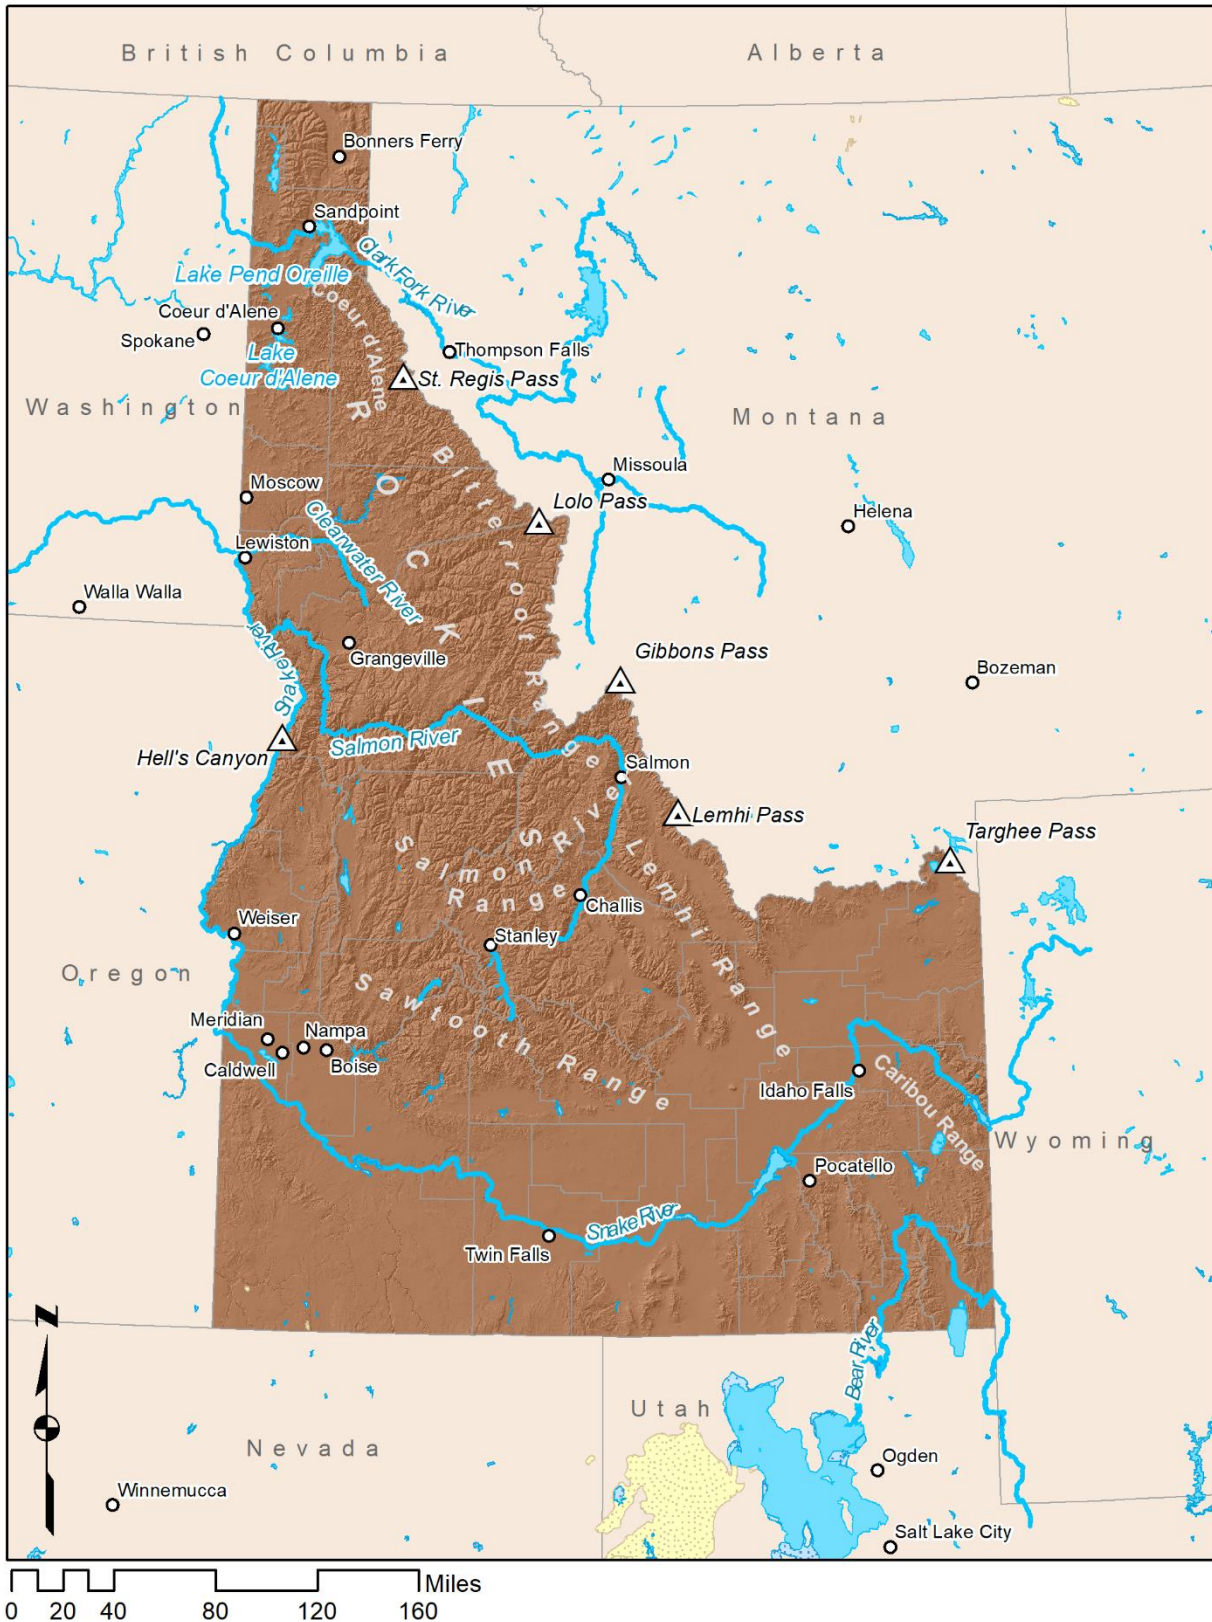 British Columbia
Alberta
Bonners Ferry
Sandpoint
Clark Fork River
Lake Pend Oreille
Coeur d'Alene
Coeur d'Alene
Spokane
Lake
Coeur d'Alene
Thompson Falls
St. Regis Pass
Washington
Montana
ROCKIES
Bitterroot Range
Missoula
Moscow
Lolo Pass
Helena
Clearwater River
Lewiston
Walla Walla
Snake River
Grangeville
Gibbons Pass
Bozeman
Hell's Canyon
Salmon River
Salmon
Lemhi Pass
Targhee Pass
Salmon River
Range
Lemhi Range
Challis
Weiser
Stanley
Oregon
Sawtooth Range
Meridian
Nampa
Caldwell
Boise
Idaho Falls
Caribou Range
Wyoming
Pocatello
Snake River
Twin Falls
N
Bear River
Utah
Nevada
Ogden
Winnemucca
Salt Lake City
Miles
0 20 40 80 120 160